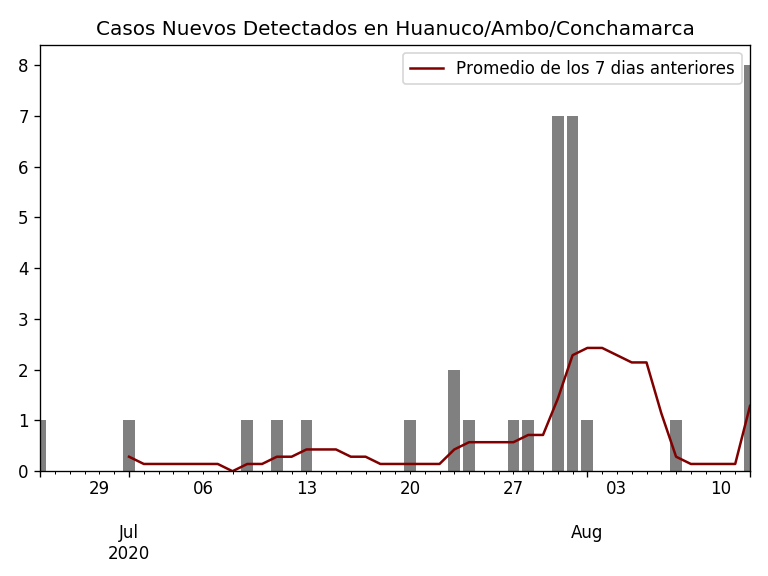 Casos Nuevos Detectados en Huanuco/Ambo/Conchamarca
Promedio de los 7 dias anteriores
8
7
6
5
4
3
2
1
0
29 06 13 20 27 03 10
Jul Aug
2020